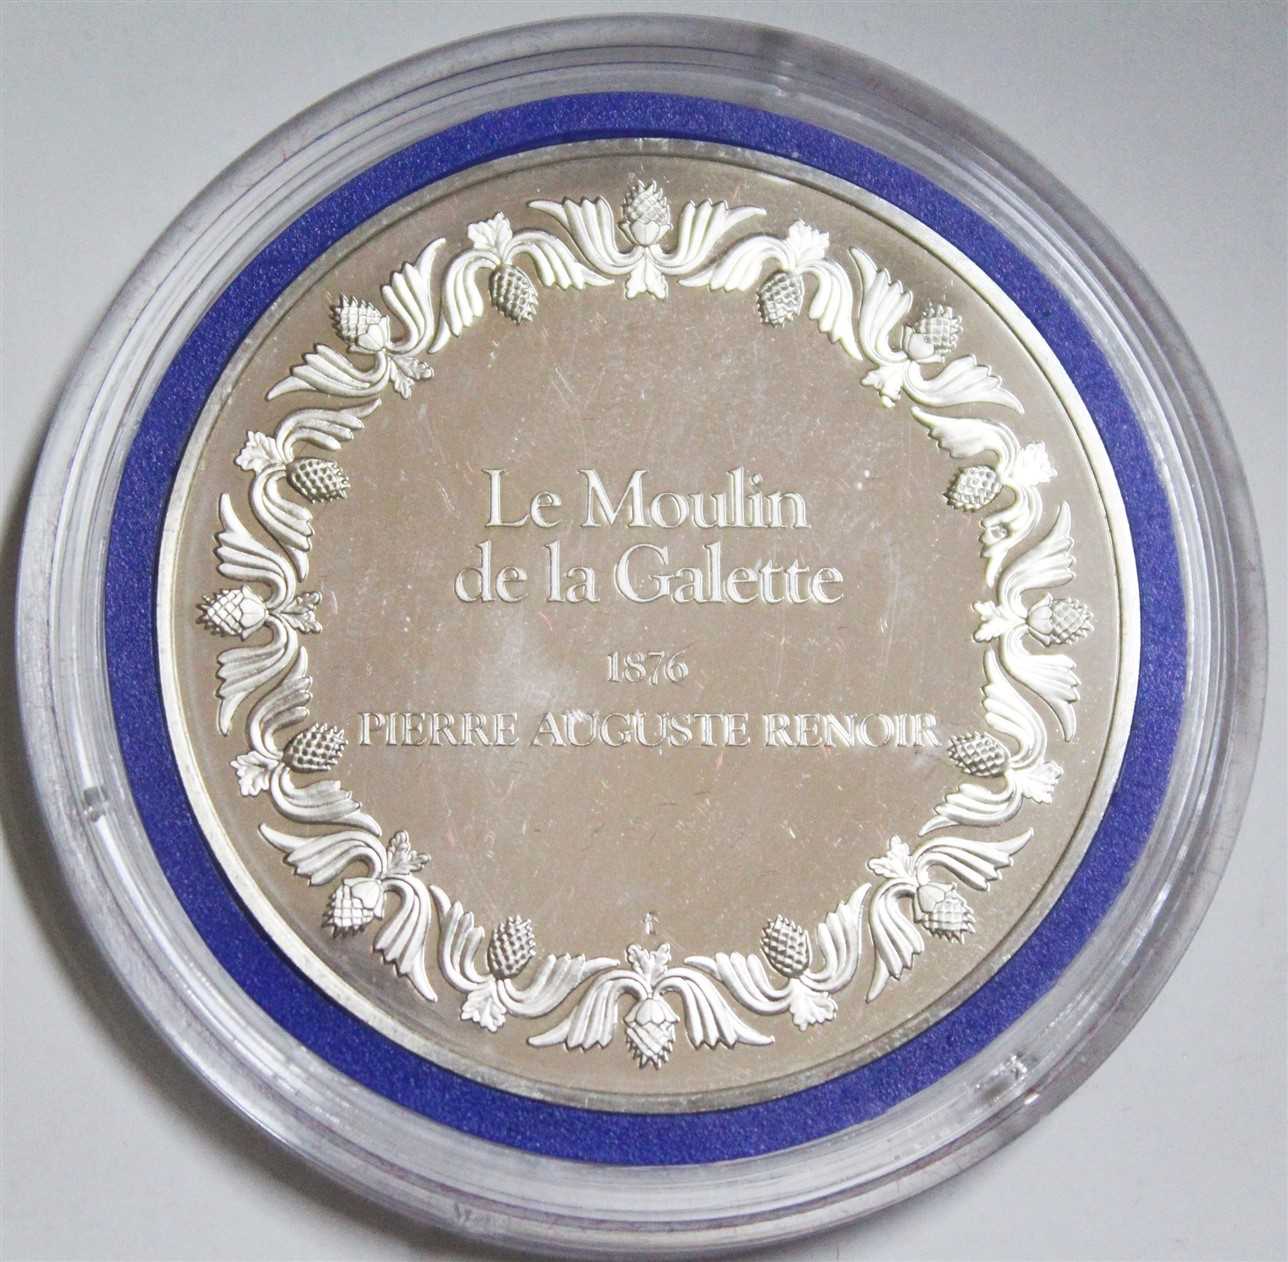 Le Moulin
de la Galette
1876
PIERRE AUGUSTE RENOIR